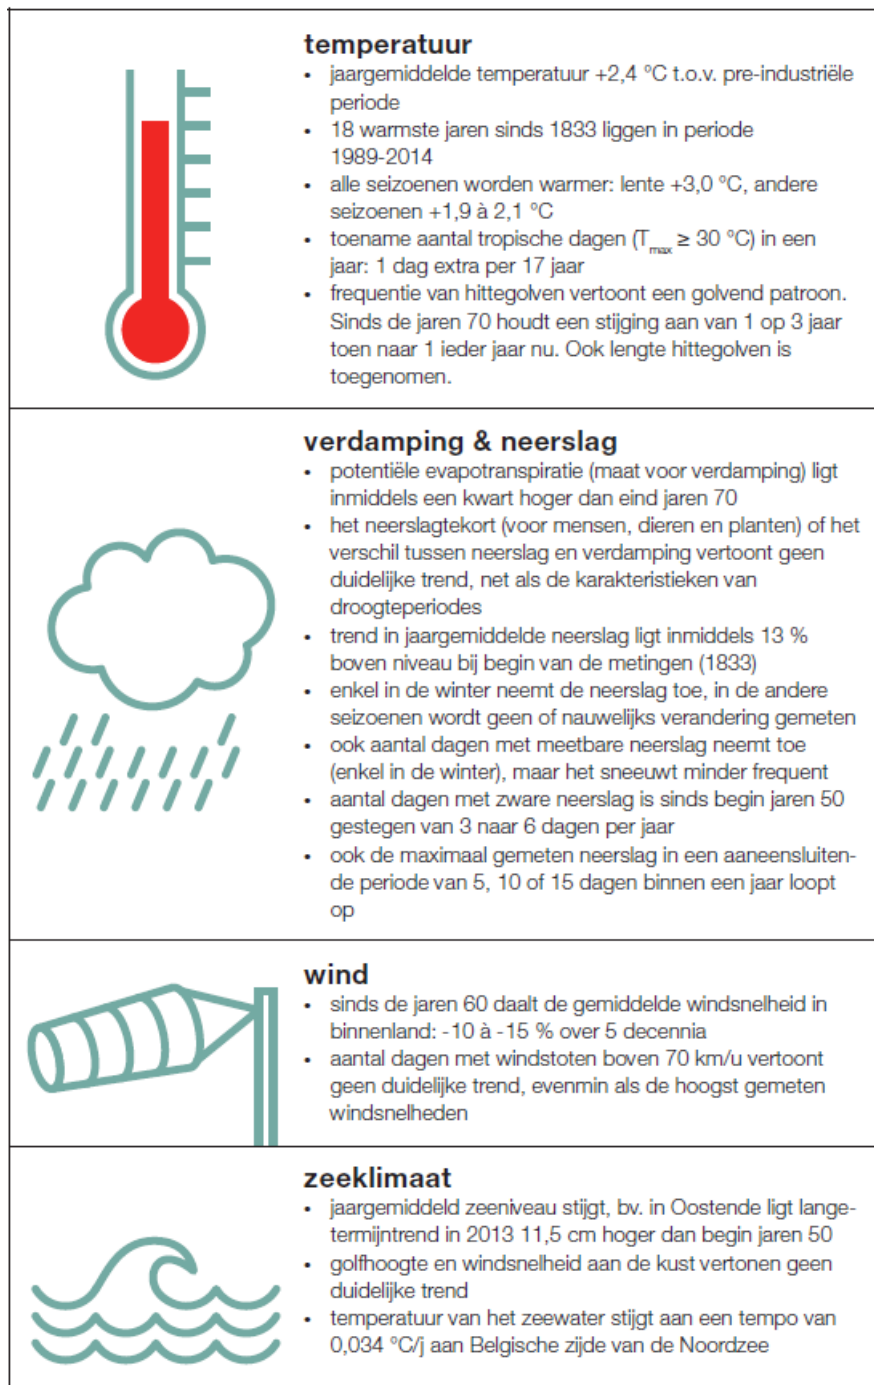 temperatuur
• jaargemiddelde temperatuur +2,4 °C t.o.v. pre-industriële
periode
• 18 warmste jaren sinds 1833 liggen in periode
1989-2014
• alle seizoenen worden warmer: lente +3,0 °C, andere
seizoenen +1,9 à 2,1 °C
• toename aantal tropische dagen (Tmax ≥ 30 °C) in een
jaar: 1 dag extra per 17 jaar
• frequentie van hittegolven vertoont een golvend patroon.
Sinds de jaren 70 houdt een stijging aan van 1 op 3 jaar
toen naar 1 ieder jaar nu. Ook lengte hittegolven is
toegenomen.
verdamping & neerslag
• potentiële evapotranspiratie (maat voor verdamping) ligt
inmiddels een kwart hoger dan eind jaren 70
• het neerslagtekort (voor mensen, dieren en planten) of het
verschil tussen neerslag en verdamping vertoont geen
duidelijke trend, net als de karakteristieken van
droogteperiodes
• trend in jaargemiddelde neerslag ligt inmiddels 13 %
boven niveau bij begin van de metingen (1833)
• enkel in de winter neemt de neerslag toe, in de andere
seizoenen wordt geen of nauwelijks verandering gemeten
• ook aantal dagen met meetbare neerslag neemt toe
(enkel in de winter), maar het sneeuwt minder frequent
• aantal dagen met zware neerslag is sinds begin jaren 50
gestegen van 3 naar 6 dagen per jaar
• ook de maximaal gemeten neerslag in een aaneensluiten-
de periode van 5, 10 of 15 dagen binnen een jaar loopt
op
wind
• sinds de jaren 60 daalt de gemiddelde windsnelheid in
binnenland: -10 à -15 % over 5 decennia
• aantal dagen met windstoten boven 70 km/u vertoont
geen duidelijke trend, evenmin als de hoogst gemeten
windsnelheden
zeeklimaat
• jaargemiddeld zeeniveau stijgt, bv. in Oostende ligt lange-
termijntrend in 2013 11,5 cm hoger dan begin jaren 50
• golfhoogte en windsnelheid aan de kust vertonen geen
duidelijke trend
• temperatuur van het zeewater stijgt aan een tempo van
0,034 °C/j aan Belgische zijde van de Noordzee